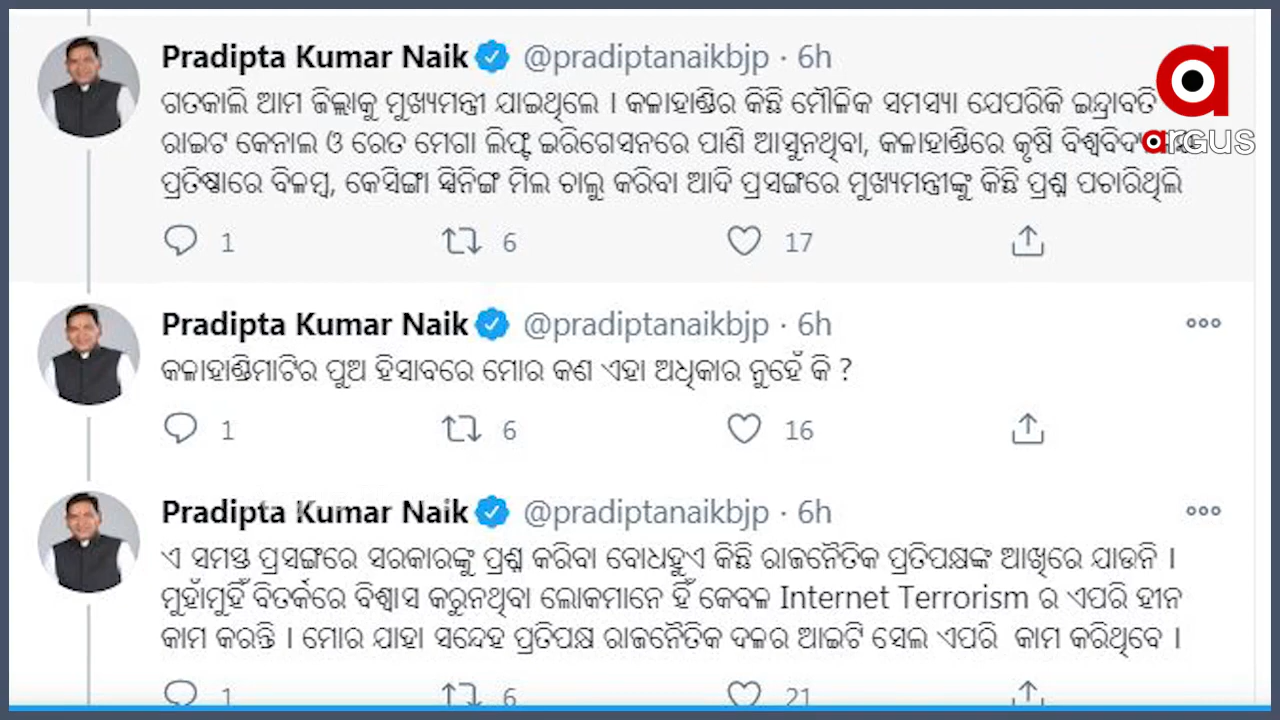 Pradipta Kumar Naik @pradiptanaikbjp · 6h
ଗତକାଲି ଆମ ଜିଲ୍ଲାକୁ ମୁଖ୍ୟମନ୍ତ୍ରୀ ଯାଇଥିଲେ । କଳାହାଣ୍ଡିର କିଛି ମୌଳିକ ସମସ୍ୟା ଯେପରିକି ଇନ୍ଦ୍ରାବତି
ରାଇଟ କେନାଲ ଓ ରେତ ମେଗା ଲିଫ୍ଟ ଇରିଗେସନରେ ପାଣି ଆସୁନଥିବା, କଳାହାଣ୍ଡିରେ କୃଷି
ପ୍ରତିଷ୍ଠାରେ ବିଳମ୍ବ, କେସିଙ୍ଗା ସ୍ପିନିଙ୍ଗ ମିଲ ଚାଲୁ କରିବା ଆଦି ପ୍ରସଙ୍ଗରେ ମୁଖ୍ୟମନ୍ତ୍ରୀଙ୍କୁ କିଛି ପ୍ରଶ୍ନ ପଚାରିଥିଲି
1 6 17
Pradipta Kumar Naik @pradiptanaikbjp · 6h
କଳାହାଣ୍ଡିମାଟିର ପୁଅ ହିସାବରେ ମୋର କଣ ଏହା ଅଧିକାର ନୁହେଁ କି ?
1 6 16
Pradipta Kumar Naik @pradiptanaikbjp · 6h
ଏ ସମସ୍ତ ପ୍ରସଙ୍ଗରେ ସରକାରଙ୍କୁ ପ୍ରଶ୍ନ କରିବା ବୋଧହୁଏ କିଛି ରାଜନୈତିକ ପ୍ରତିପକ୍ଷଙ୍କ ଆଖିରେ ଯାଉନି ।
ମୁହାଁମୁହିଁ ବିତର୍କରେ ବିଶ୍ୱାସ କରୁନଥିବା ଲୋକମାନେ ହିଁ କେବଳ Internet Terrorism ର ଏପରି ହୀନ
କାମ କରନ୍ତି । ମୋର ଯାହା ସନ୍ଦେହ ପ୍ରତିପକ୍ଷ ରାଜନୈତିକ ଦଳର ଆଇଟି ସେଲ ଏପରି କାମ କରିଥିବେ ।
1 6 21
argus